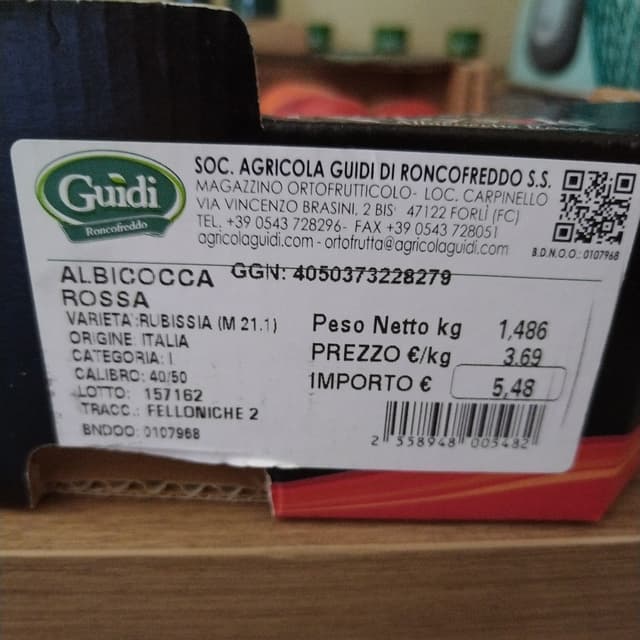 Guidi
Roncofreddo
SOC. AGRICOLA GUIDI DI RONCOFREDDO S.S.
MAGAZZINO ORTOFRUTTICOLO- LOC. CARPINELLO
VIA VINCENZO BRASINI, 2 BIS 47122 FORLÌ (FC)
TEL. +39 0543 728296- FAX +39 0543 728051
agricolaguidi.com - ortofrutta@agricolaguidi.com
B.D.N.O.O.: 0107968
ALBICOCCA GGN: 4050373228279
ROSSA
VARIETA':RUBISSIA (M 21.1)
ORIGINE: ITALIA
CATEGORIA: I
CALIBRO: 40/50
LOTTO: 157162
TRACC.: FELLONICHE 2
BNDOO: 0107968
Peso Netto kg 1,486
PREZZO €/kg 3.69
IMPORTO € 5,48
2 558948 005482